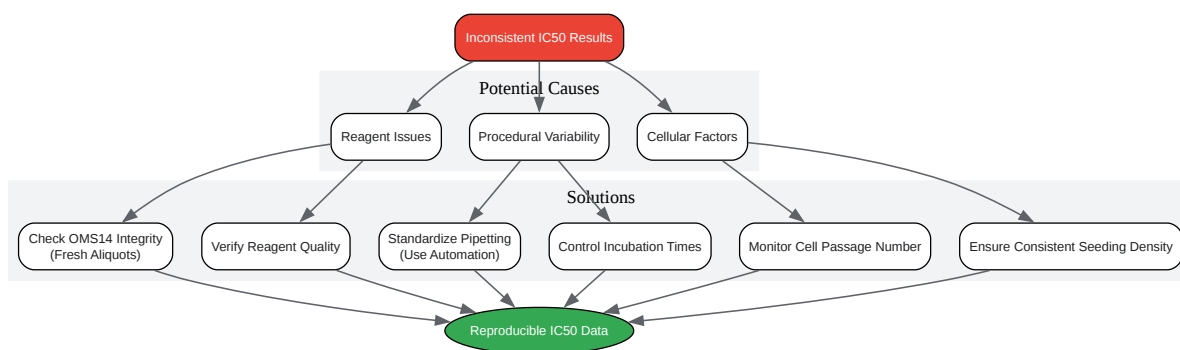 Inconsistent IC50 Results
Potential Causes
Reagent Issues
Procedural Variability
Cellular Factors
Solutions
Check OMS14 Integrity
(Fresh Aliquots)
Verify Reagent Quality
Standardize Pipetting
(Use Automation)
Control Incubation Times
Monitor Cell Passage Number
Ensure Consistent Seeding Density
Reproducible IC50 Data